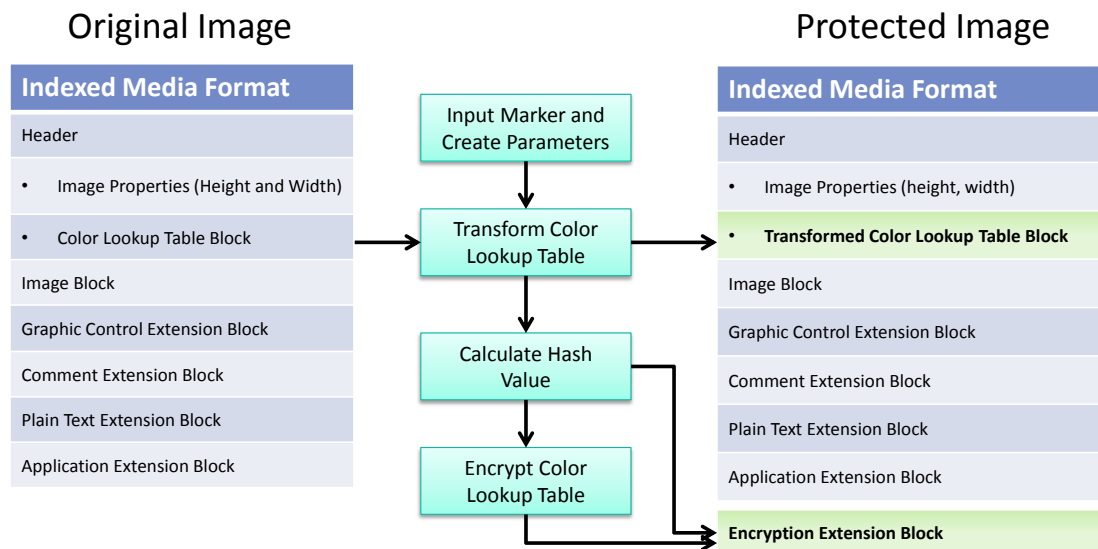 Original Image
Indexed Media Format
Header
• Image Properties (Height and Width)
• Color Lookup Table Block
Image Block
Graphic Control Extension Block
Comment Extension Block
Plain Text Extension Block
Application Extension Block
Input Marker and
Create Parameters
Transform Color
Lookup Table
Calculate Hash
Value
Encrypt Color
Lookup Table
Protected Image
Indexed Media Format
Header
• Image Properties (height, width)
• Transformed Color Lookup Table Block
Image Block
Graphic Control Extension Block
Comment Extension Block
Plain Text Extension Block
Application Extension Block
Encryption Extension Block